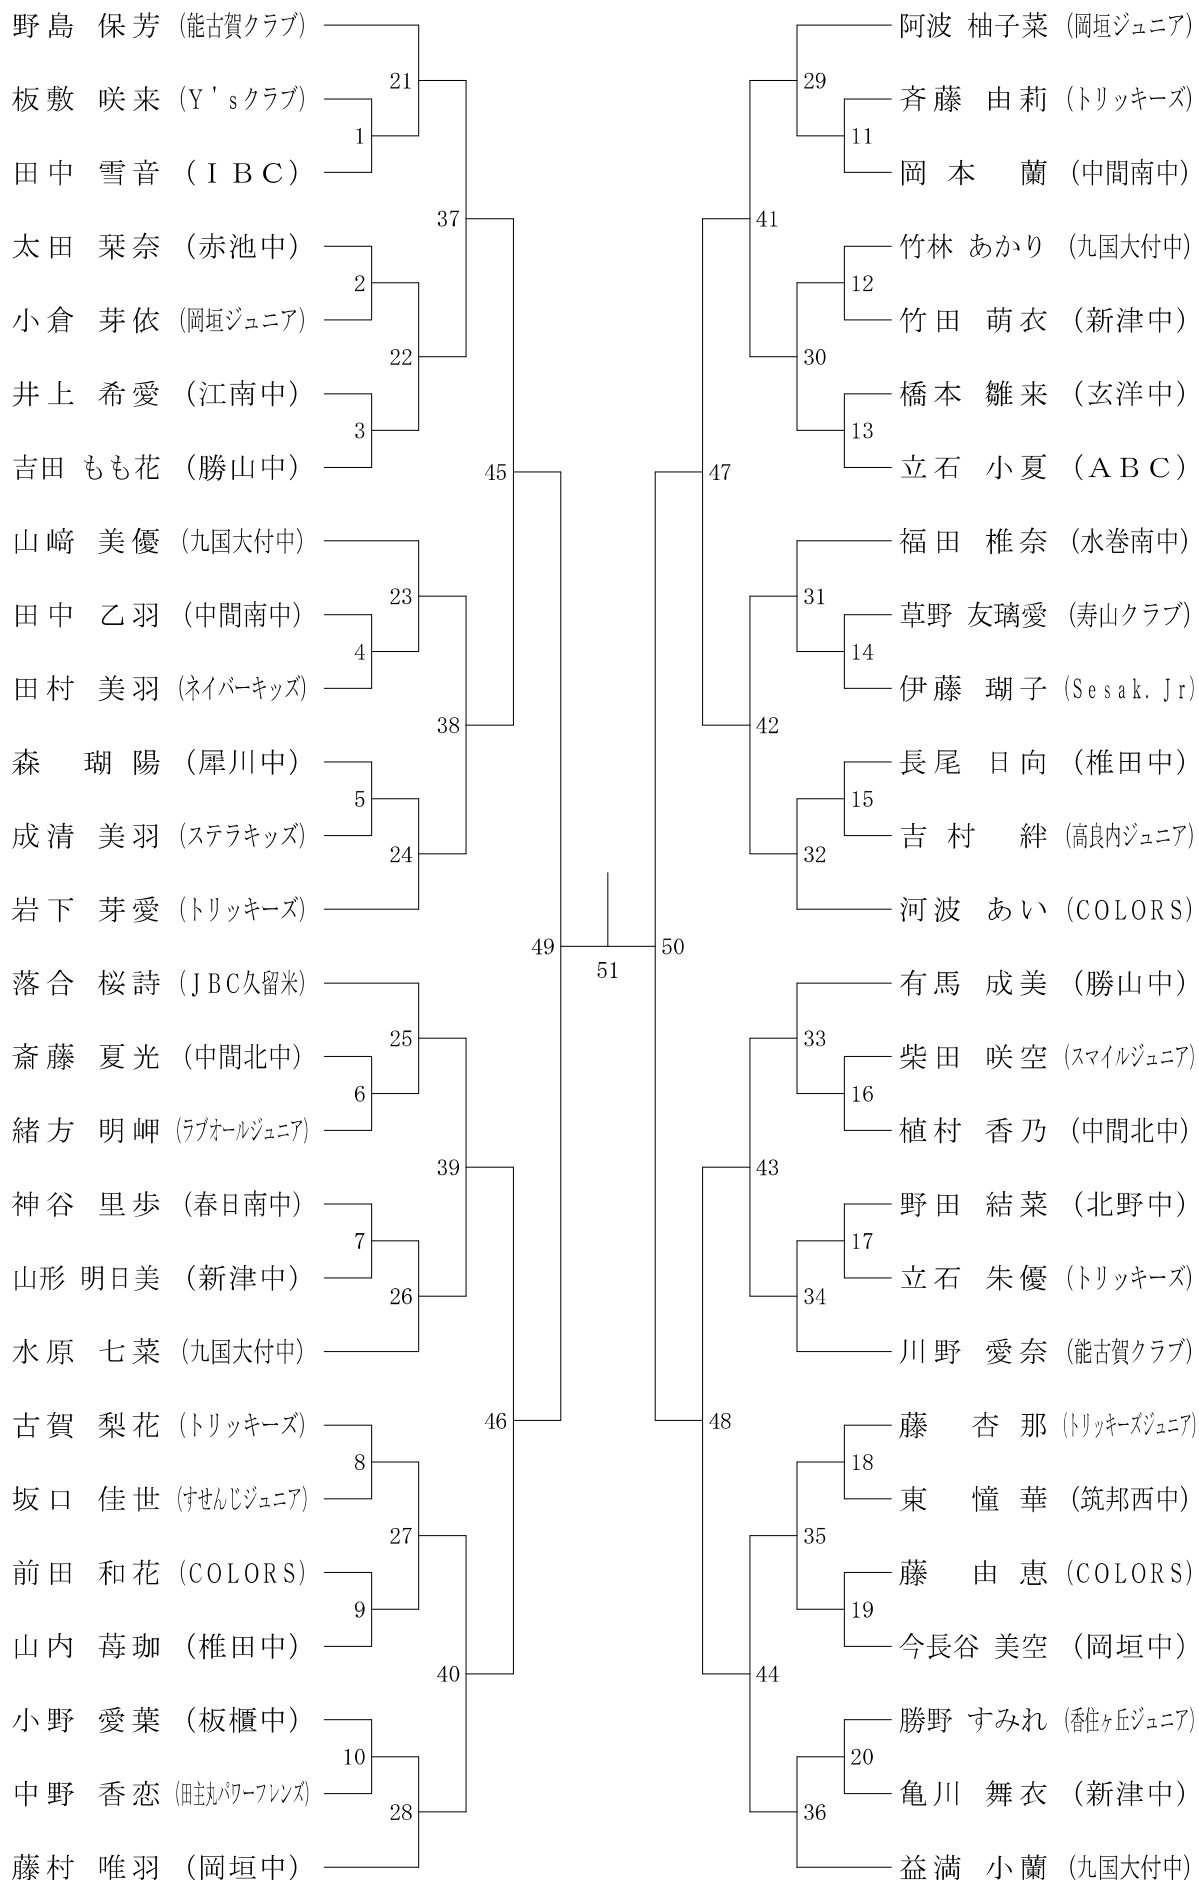 野島 保芳 (能古賀クラブ)
板敷 咲来 (Y'sクラブ)
田中 雪音 (IBC)
太田 栞奈 (赤池中)
小倉 芽依 (岡垣ジュニア)
井上 希愛 (江南中)
吉田 もも花 (勝山中)
山﨑 美優 (九国大付中)
田中 乙羽 (中間南中)
田村 美羽 (ネイバーキッズ)
森 瑚陽 (犀川中)
成清 美羽 (ステラキッズ)
岩下 芽愛 (トリッキーズ)
落合 桜詩 (JBC久留米)
斎藤 夏光 (中間北中)
緒方 明岬 (ラブオールジュニア)
神谷 里歩 (春日南中)
山形 明日美 (新津中)
水原 七菜 (九国大付中)
古賀 梨花 (トリッキーズ)
坂口 佳世 (すせんじジュニア)
前田 和花 (COLORS)
山内 苺珈 (椎田中)
小野 愛葉 (板櫃中)
中野 香恋 (田主丸パワーフレンズ)
藤村 唯羽 (岡垣中)
1
2
3
4
5
6
7
8
9
10
21
22
23
24
25
26
27
28
37
38
39
40
45
46
49
51
50
47
48
41
42
43
44
29
30
31
32
33
34
35
36
11
12
13
14
15
16
17
18
19
20
阿波 柚子菜 (岡垣ジュニア)
斉藤 由莉 (トリッキーズ)
岡本 蘭 (中間南中)
竹林 あかり (九国大付中)
竹田 萌衣 (新津中)
橋本 雛来 (玄洋中)
立石 小夏 (ABC)
福田 椎奈 (水巻南中)
草野 友璃愛 (寿山クラブ)
伊藤 瑚子 (Sesak.Jr)
長尾 日向 (椎田中)
吉村 絆 (高良内ジュニア)
河波 あい (COLORS)
有馬 成美 (勝山中)
柴田 咲空 (スマイルジュニア)
植村 香乃 (中間北中)
野田 結菜 (北野中)
立石 朱優 (トリッキーズ)
川野 愛奈 (能古賀クラブ)
藤 杏那 (トリッキーズジュニア)
東 憧華 (筑邦西中)
藤 由恵 (COLORS)
今長谷 美空 (岡垣中)
勝野 すみれ (香住ヶ丘ジュニア)
亀川 舞衣 (新津中)
益満 小蘭 (九国大付中)